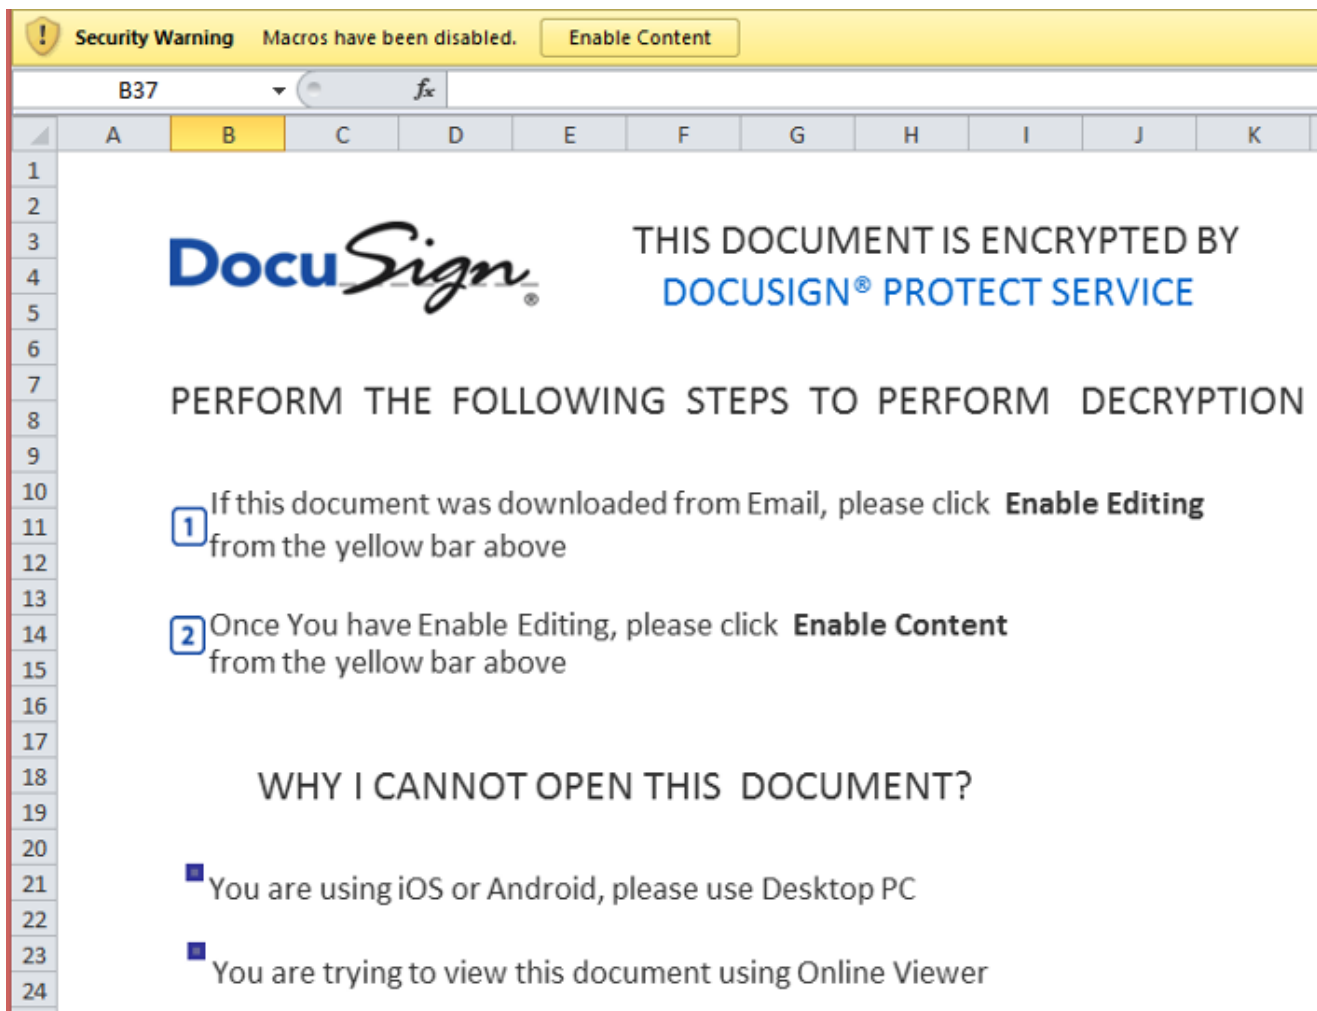 Security Warning Macros have been disabled. Enable Content
B37 fx
A B C D E F G H I J K
1
2
3
4
5
6
7
8
9
10
11
12
13
14
15
16
17
18
19
20
21
22
23
24
DocuSign®
THIS DOCUMENT IS ENCRYPTED BY
DOCUSIGN® PROTECT SERVICE
PERFORM THE FOLLOWING STEPS TO PERFORM DECRYPTION
1 If this document was downloaded from Email, please click Enable Editing
from the yellow bar above
2 Once You have Enable Editing, please click Enable Content
from the yellow bar above
WHY I CANNOT OPEN THIS DOCUMENT?
You are using iOS or Android, please use Desktop PC
You are trying to view this document using Online Viewer